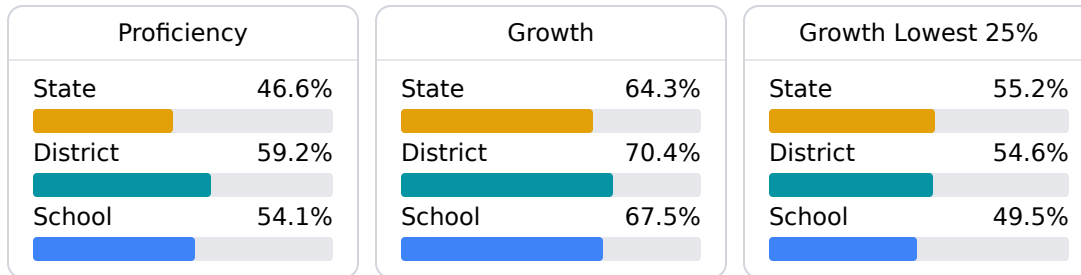 Proficiency
State 46.6%
District 59.2%
School 54.1%
Growth
State 64.3%
District 70.4%
School 67.5%
Growth Lowest 25%
State 55.2%
District 54.6%
School 49.5%